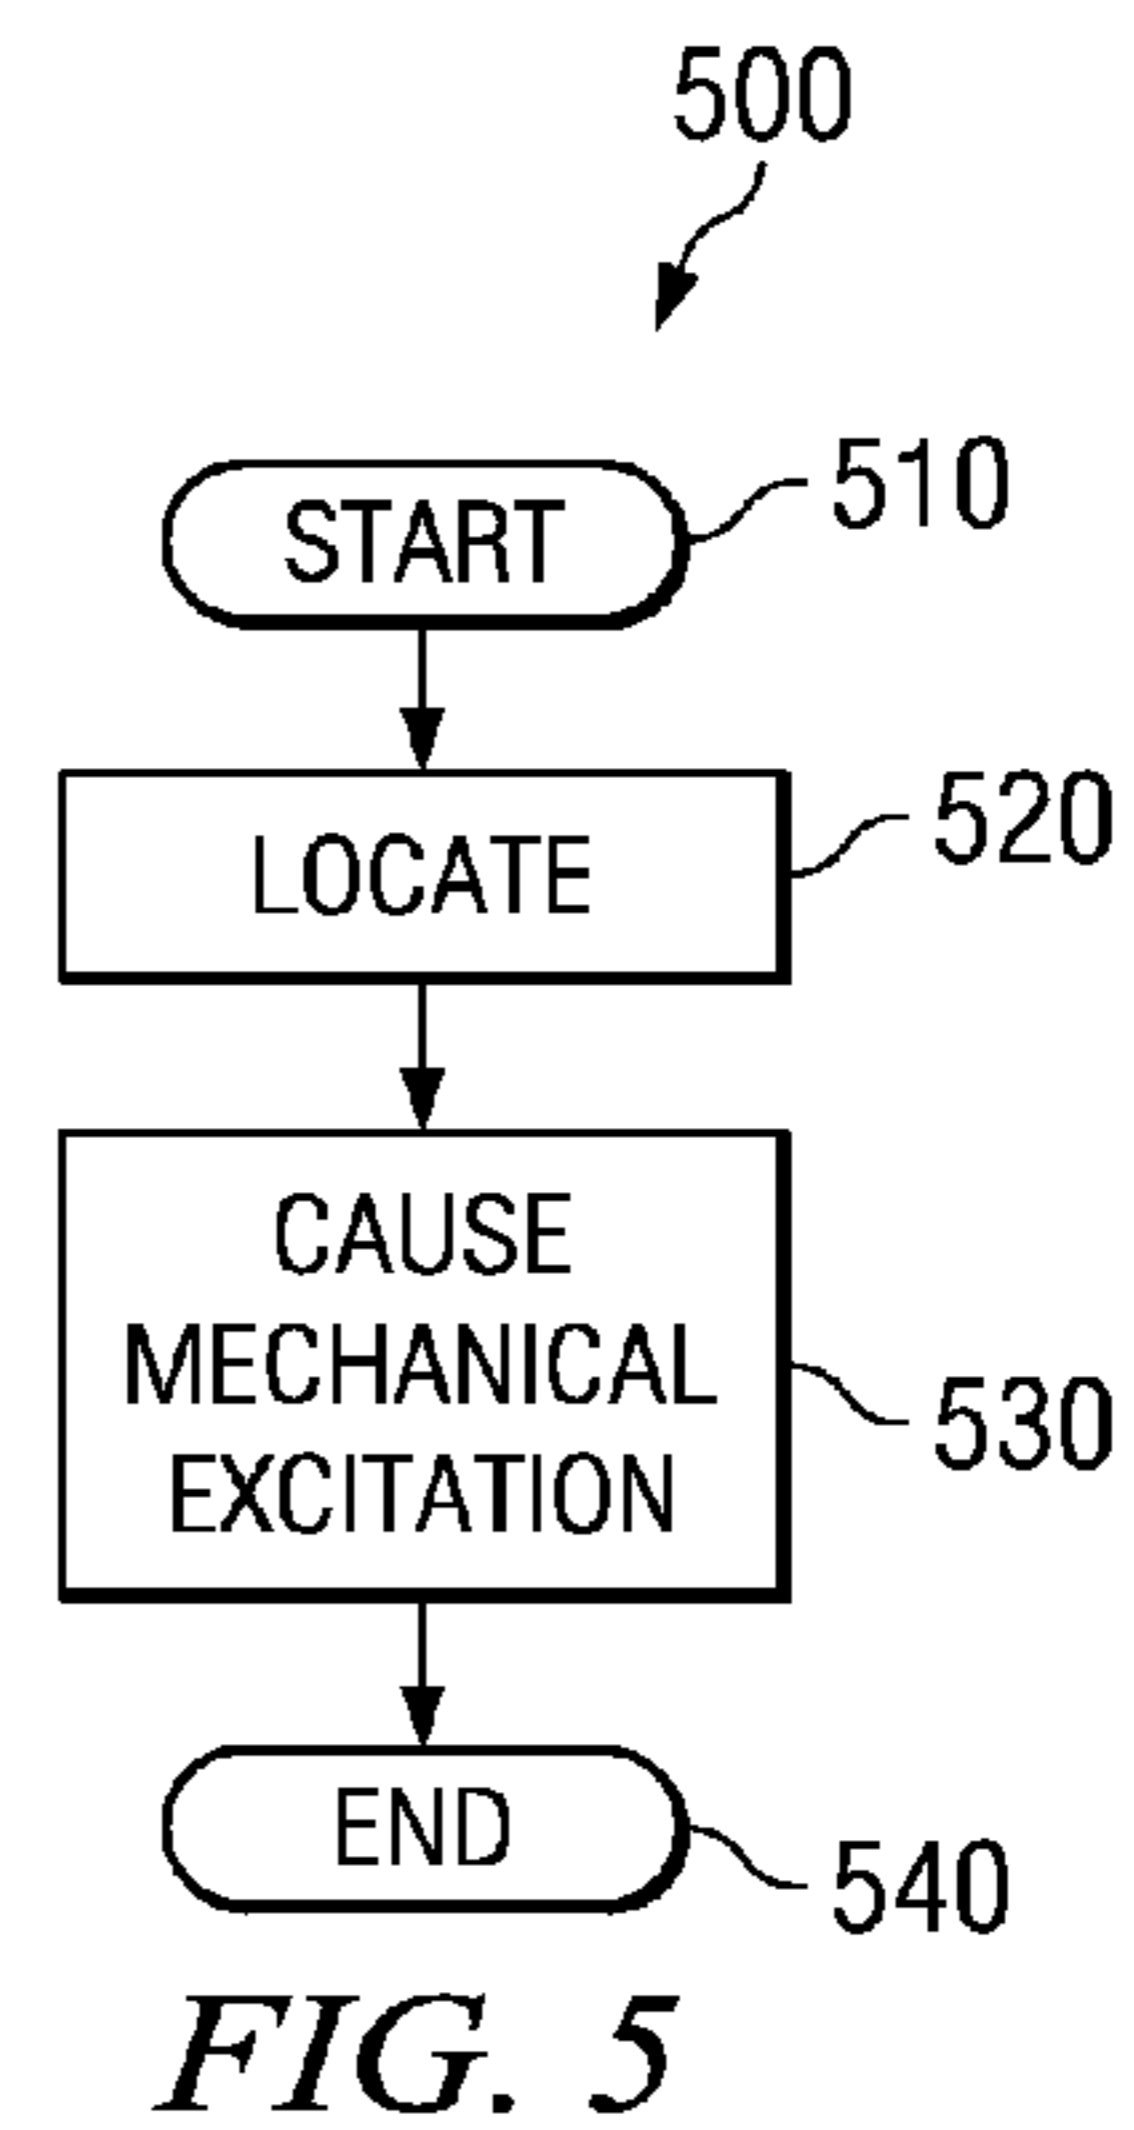 500
START
510
LOCATE
520
CAUSE
MECHANICAL
EXCITATION
530
END
540
FIG. 5